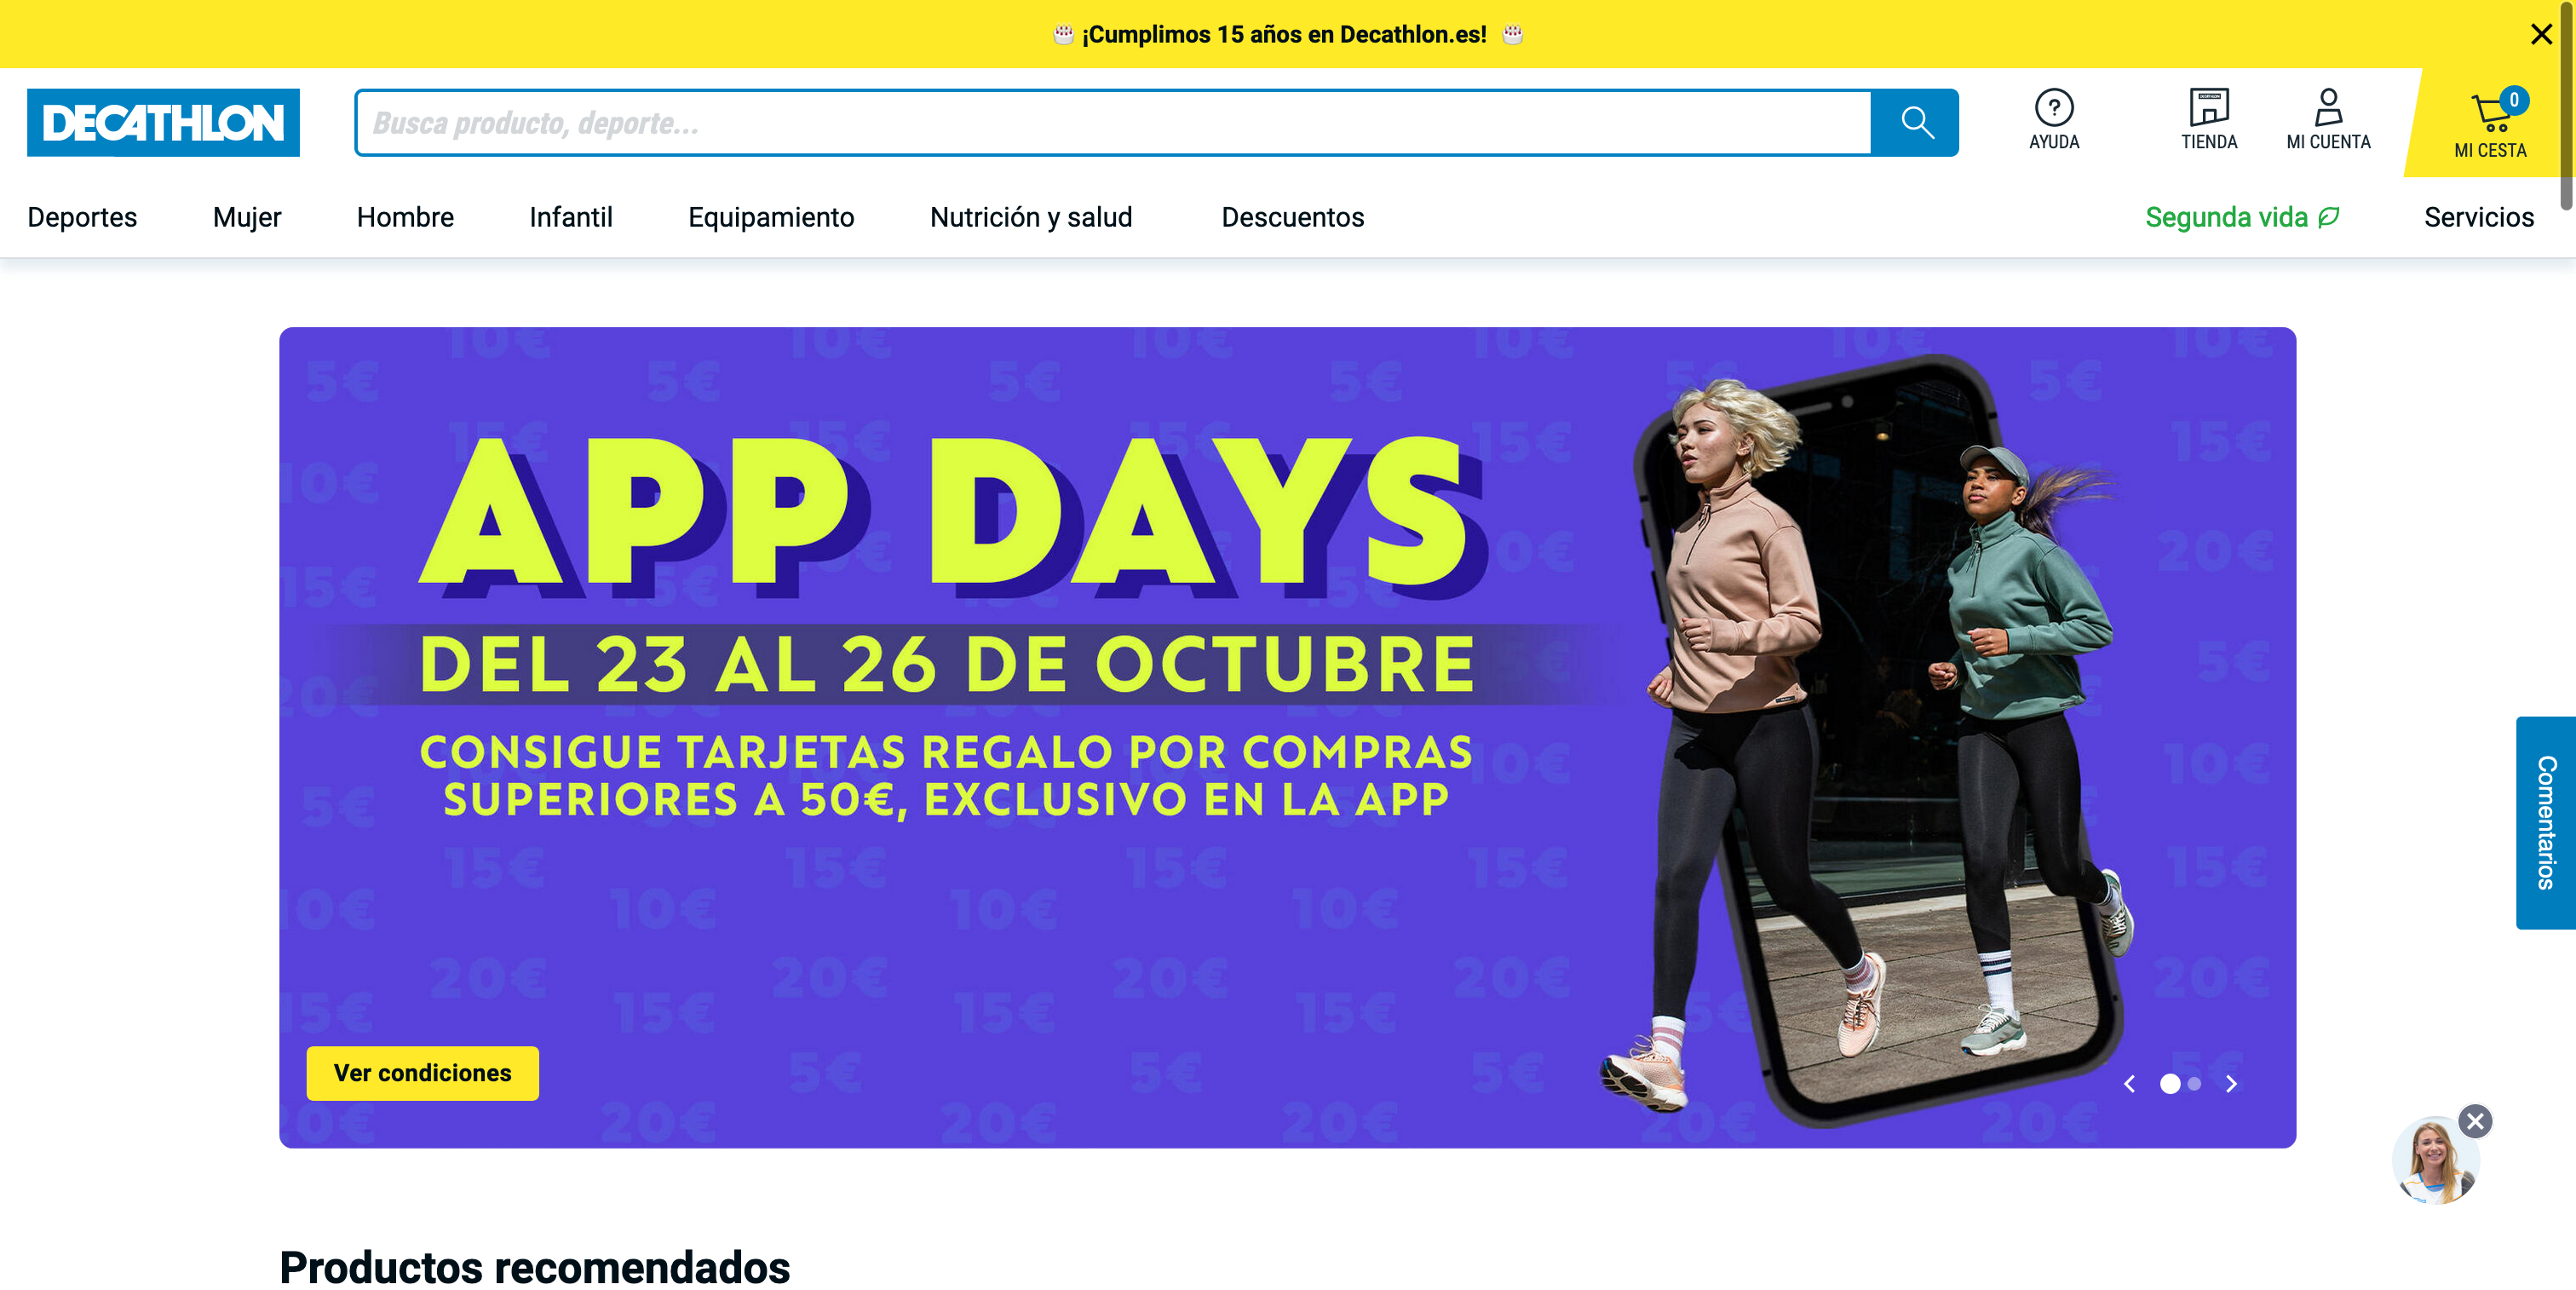 🎂 ¡Cumplimos 15 años en Decathlon.es! 🎂
DECATHLON
Busca producto, deporte...
AYUDA
TIENDA
MI CUENTA
0
MI CESTA
Deportes
Mujer
Hombre
Infantil
Equipamiento
Nutrición y salud
Descuentos
Segunda vida
Servicios
APP DAYS
DEL 23 AL 26 DE OCTUBRE
CONSIGUE TARJETAS REGALO POR COMPRAS
SUPERIORES A 50€, EXCLUSIVO EN LA APP
Ver condiciones
Comentarios
Productos recomendados